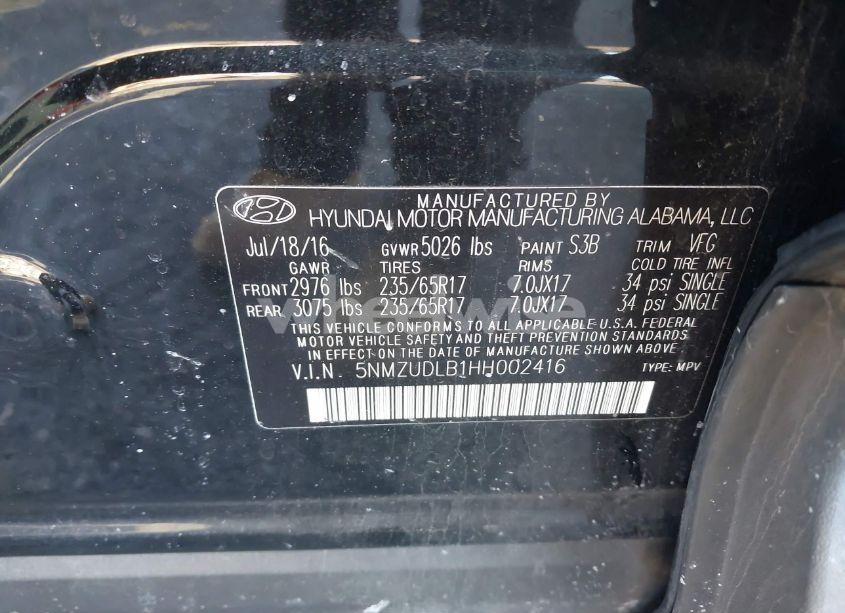 MANUFACTURED BY
HYUNDAI MOTOR MANUFACTURING ALABAMA, LLC
Jul/18/16 GVWR 5026 lbs PAINT S3B TRIM VFG
GAWR TIRES RIMS COLD TIRE INFL
FRONT 2976 lbs 235/65R17 7.0JX17 34 psi SINGLE
REAR 3075 lbs 235/65R17 7.0JX17 34 psi SINGLE
THIS VEHICLE CONFORMS TO ALL APPLICABLE U.S.A. FEDERAL
MOTOR VEHICLE SAFETY AND THEFT PREVENTION STANDARDS
IN EFFECT ON THE DATE OF MANUFACTURE SHOWN ABOVE.
V.I.N. 5NMZUDLB1HH002416 TYPE: MPV